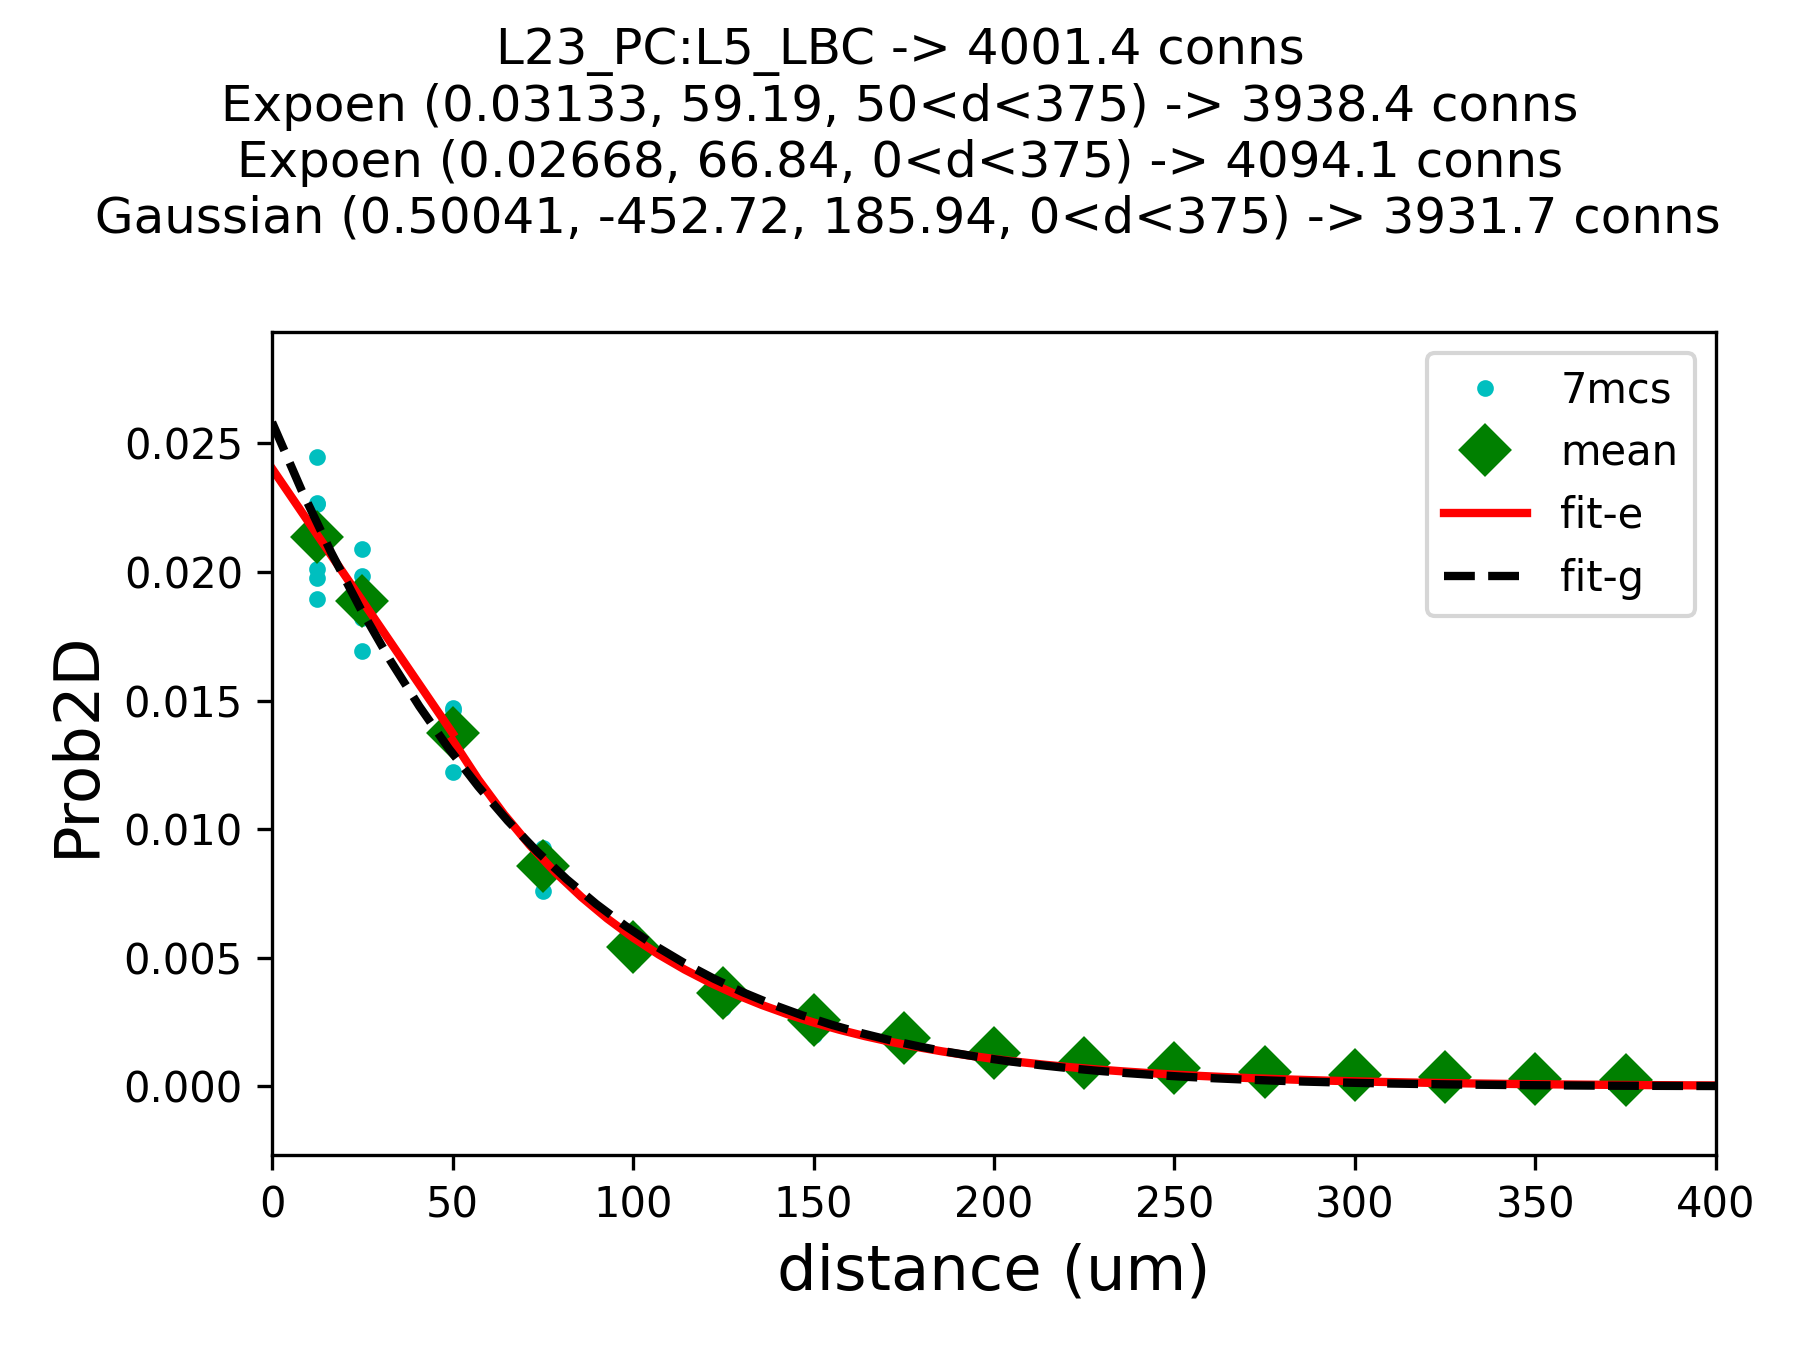 L23_PC:L5_LBC -> 4001.4 conns
Expoen (0.03133, 59.19, 50<d<375) -> 3938.4 conns
Expoen (0.02668, 66.84, 0<d<375) -> 4094.1 conns
Gaussian (0.50041, -452.72, 185.94, 0<d<375) -> 3931.7 conns
7mcs
mean
fit-e
fit-g
Prob2D
0.025
0.020
0.015
0.010
0.005
0.000
0 50 100 150 200 250 300 350 400
distance (um)